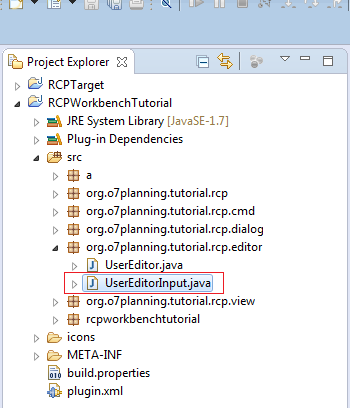 Project Explorer
RCPTarget
RCPWorkbenchTutorial
JRE System Library [JavaSE-1.7]
Plug-in Dependencies
src
a
org.o7planning.tutorial.rcp
org.o7planning.tutorial.rcp.cmd
org.o7planning.tutorial.rcp.dialog
org.o7planning.tutorial.rcp.editor
UserEditor.java
UserEditorInput.java
org.o7planning.tutorial.rcp.view
rcpworkbenchtutorial
icons
META-INF
build.properties
plugin.xml